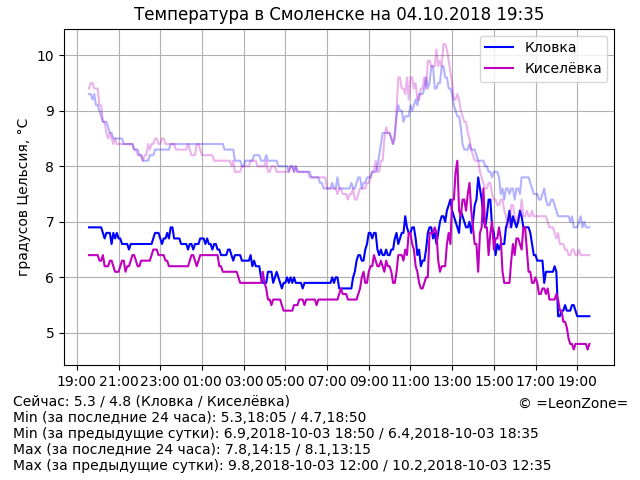 Температура в Смоленске на 04.10.2018 19:35
Кловка
Киселёвка
градусов Цельсия, °C
10
9
8
7
6
5
19:00 21:00 23:00 01:00 03:00 05:00 07:00 09:00 11:00 13:00 15:00 17:00 19:00
Сейчас: 5.3 / 4.8 (Кловка / Киселёвка)
© =LeonZone=
Min (за последние 24 часа): 5.3,18:05 / 4.7,18:50
Min (за предыдущие сутки): 6.9,2018-10-03 18:50 / 6.4,2018-10-03 18:35
Max (за последние 24 часа): 7.8,14:15 / 8.1,13:15
Max (за предыдущие сутки): 9.8,2018-10-03 12:00 / 10.2,2018-10-03 12:35